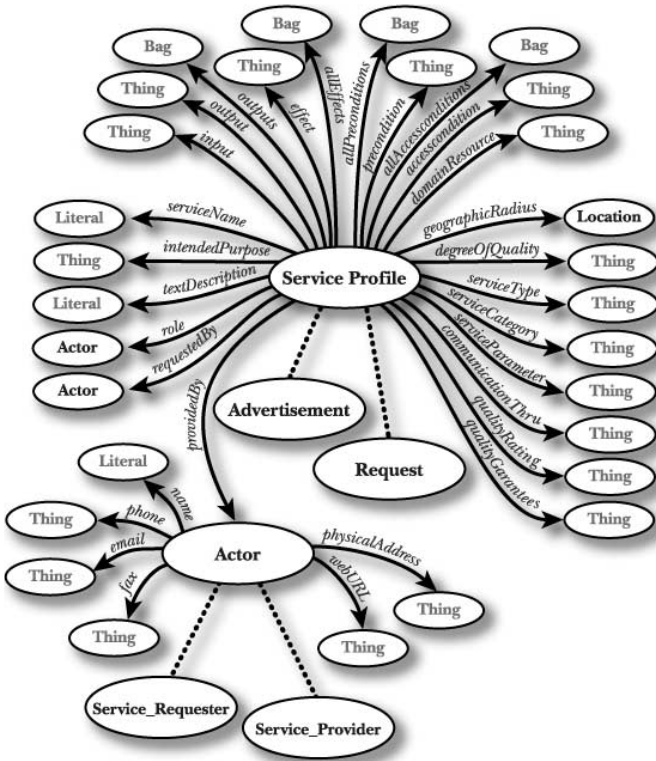 Bag
Bag
Bag
Bag
Thing
Thing
Thing
Thing
Thing
Thing
input
output
outputs
effect
allEffects
allPreconditions
precondition
allAccessconditions
accesscondition
domainResource
Literal
serviceName
geographicRadius
Location
Thing
intendedPurpose
Service Profile
degreeOfQuality
Thing
Literal
textDescription
serviceType
Thing
Actor
role
serviceCategory
Thing
Actor
requestedBy
serviceParameter
Thing
providedBy
communicationThru
Thing
qualityRating
Thing
qualityGarantees
Thing
Advertisement
Request
Literal
name
Thing
phone
email
Thing
fax
Thing
Actor
physicalAddress
webURL
Thing
Thing
Service_Requester
Service_Provider